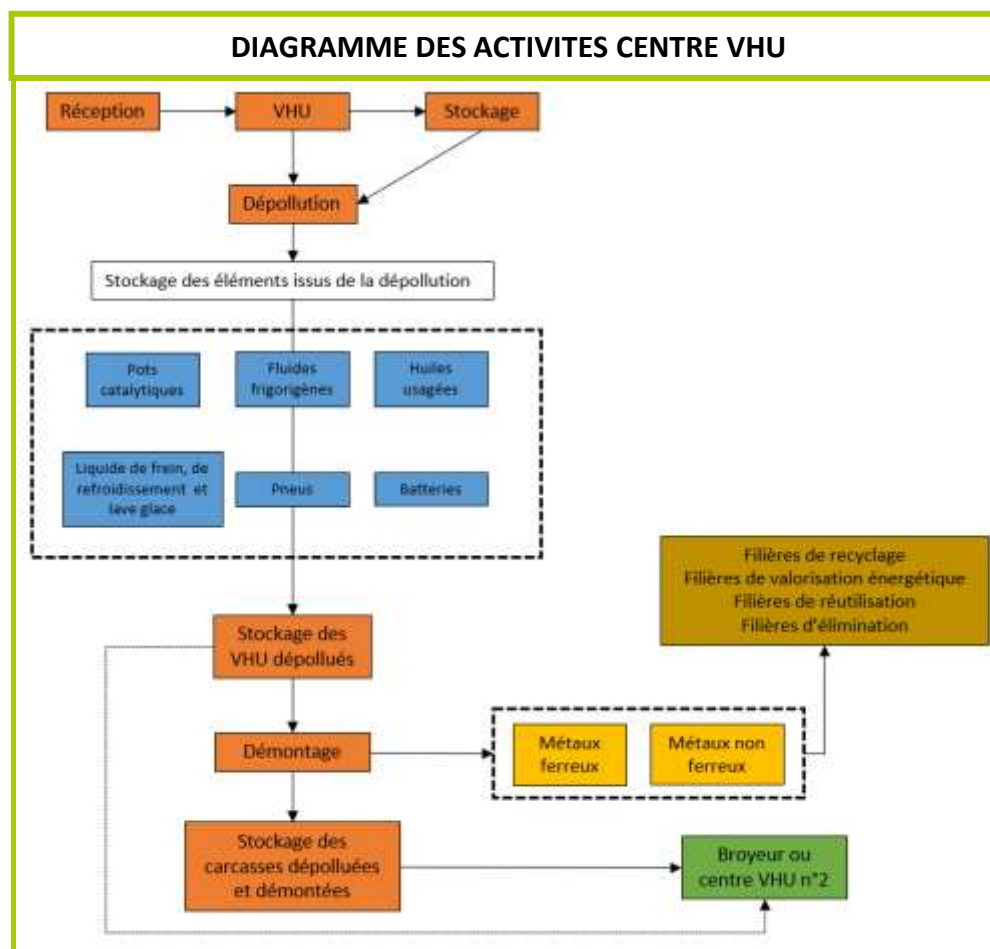 DIAGRAMME DES ACTIVITES CENTRE VHU
Réception
VHU
Stockage
Dépollution
Stockage des éléments issus de la dépollution
Pots
catalytiques
Fluides
frigorigènes
Huiles
usagées
Liquide de frein, de
refroidissement et
lave glace
Pneus
Batteries
Filières de recyclage
Filières de valorisation énergétique
Filières de réutilisation
Filières d'élimination
Stockage des
VHU dépollués
Démontage
Métaux
ferreux
Métaux non
ferreux
Stockage des
carcasses dépolluées
et démontées
Broyeur ou
centre VHU n°2